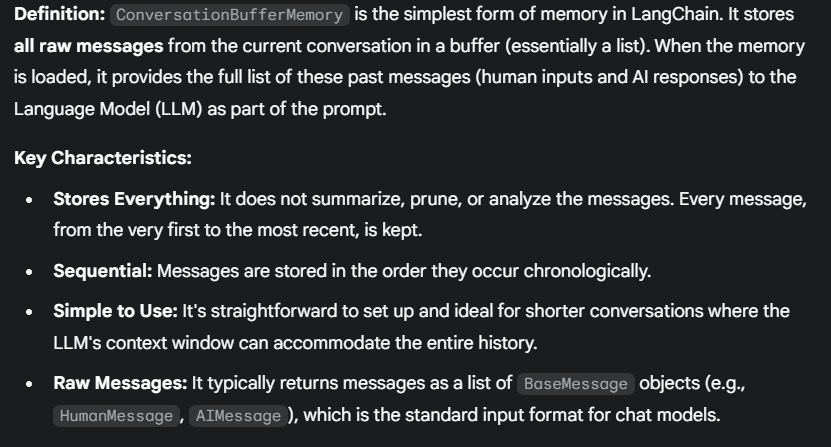 Definition: ConversationBufferMemory is the simplest form of memory in LangChain. It stores
all raw messages from the current conversation in a buffer (essentially a list). When the memory
is loaded, it provides the full list of these past messages (human inputs and AI responses) to the
Language Model (LLM) as part of the prompt.
Key Characteristics:
• Stores Everything: It does not summarize, prune, or analyze the messages. Every message,
from the very first to the most recent, is kept.
• Sequential: Messages are stored in the order they occur chronologically.
• Simple to Use: It's straightforward to set up and ideal for shorter conversations where the
LLM's context window can accommodate the entire history.
• Raw Messages: It typically returns messages as a list of BaseMessage objects (e.g.,
HumanMessage, AIMessage), which is the standard input format for chat models.